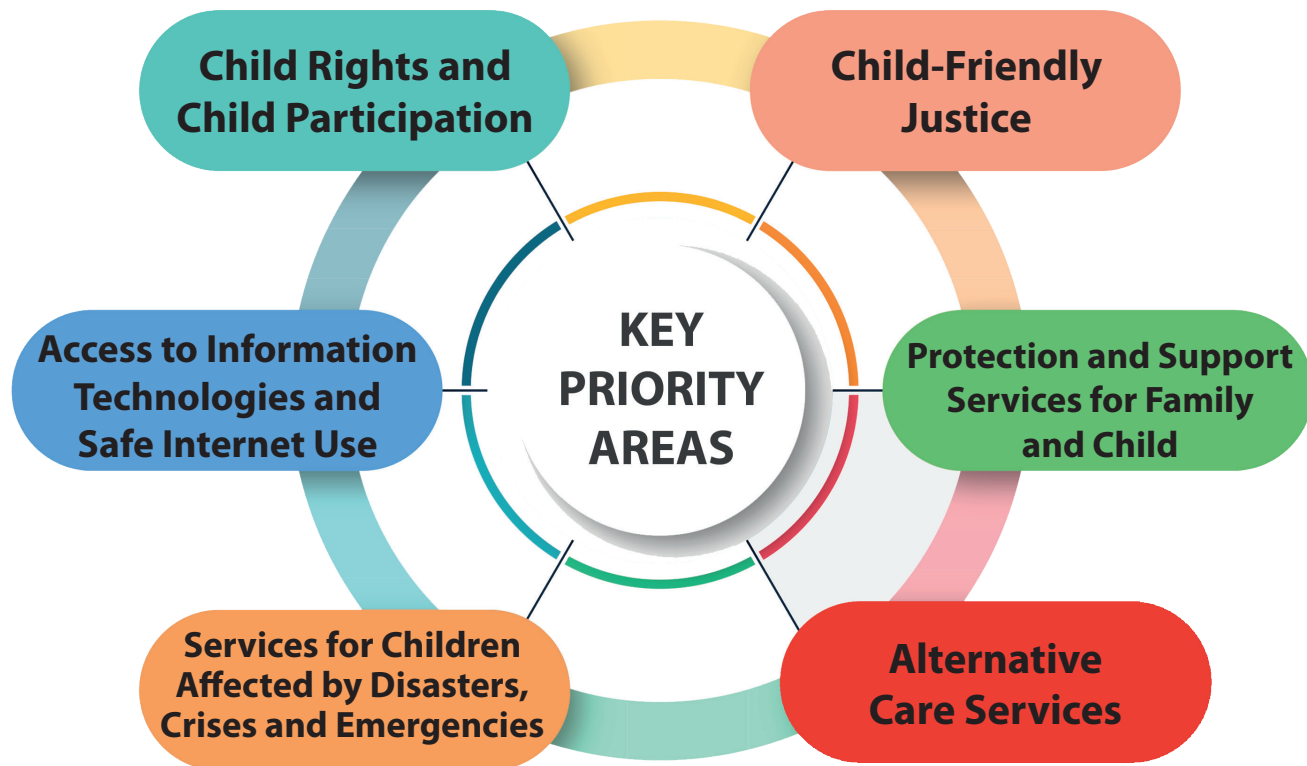 Child Rights and
Child Participation
Child-Friendly
Justice
KEY
PRIORITY
AREAS
Access to Information
Technologies and
Safe Internet Use
Protection and Support
Services for Family
and Child
Services for Children
Affected by Disasters,
Crises and Emergencies
Alternative
Care Services